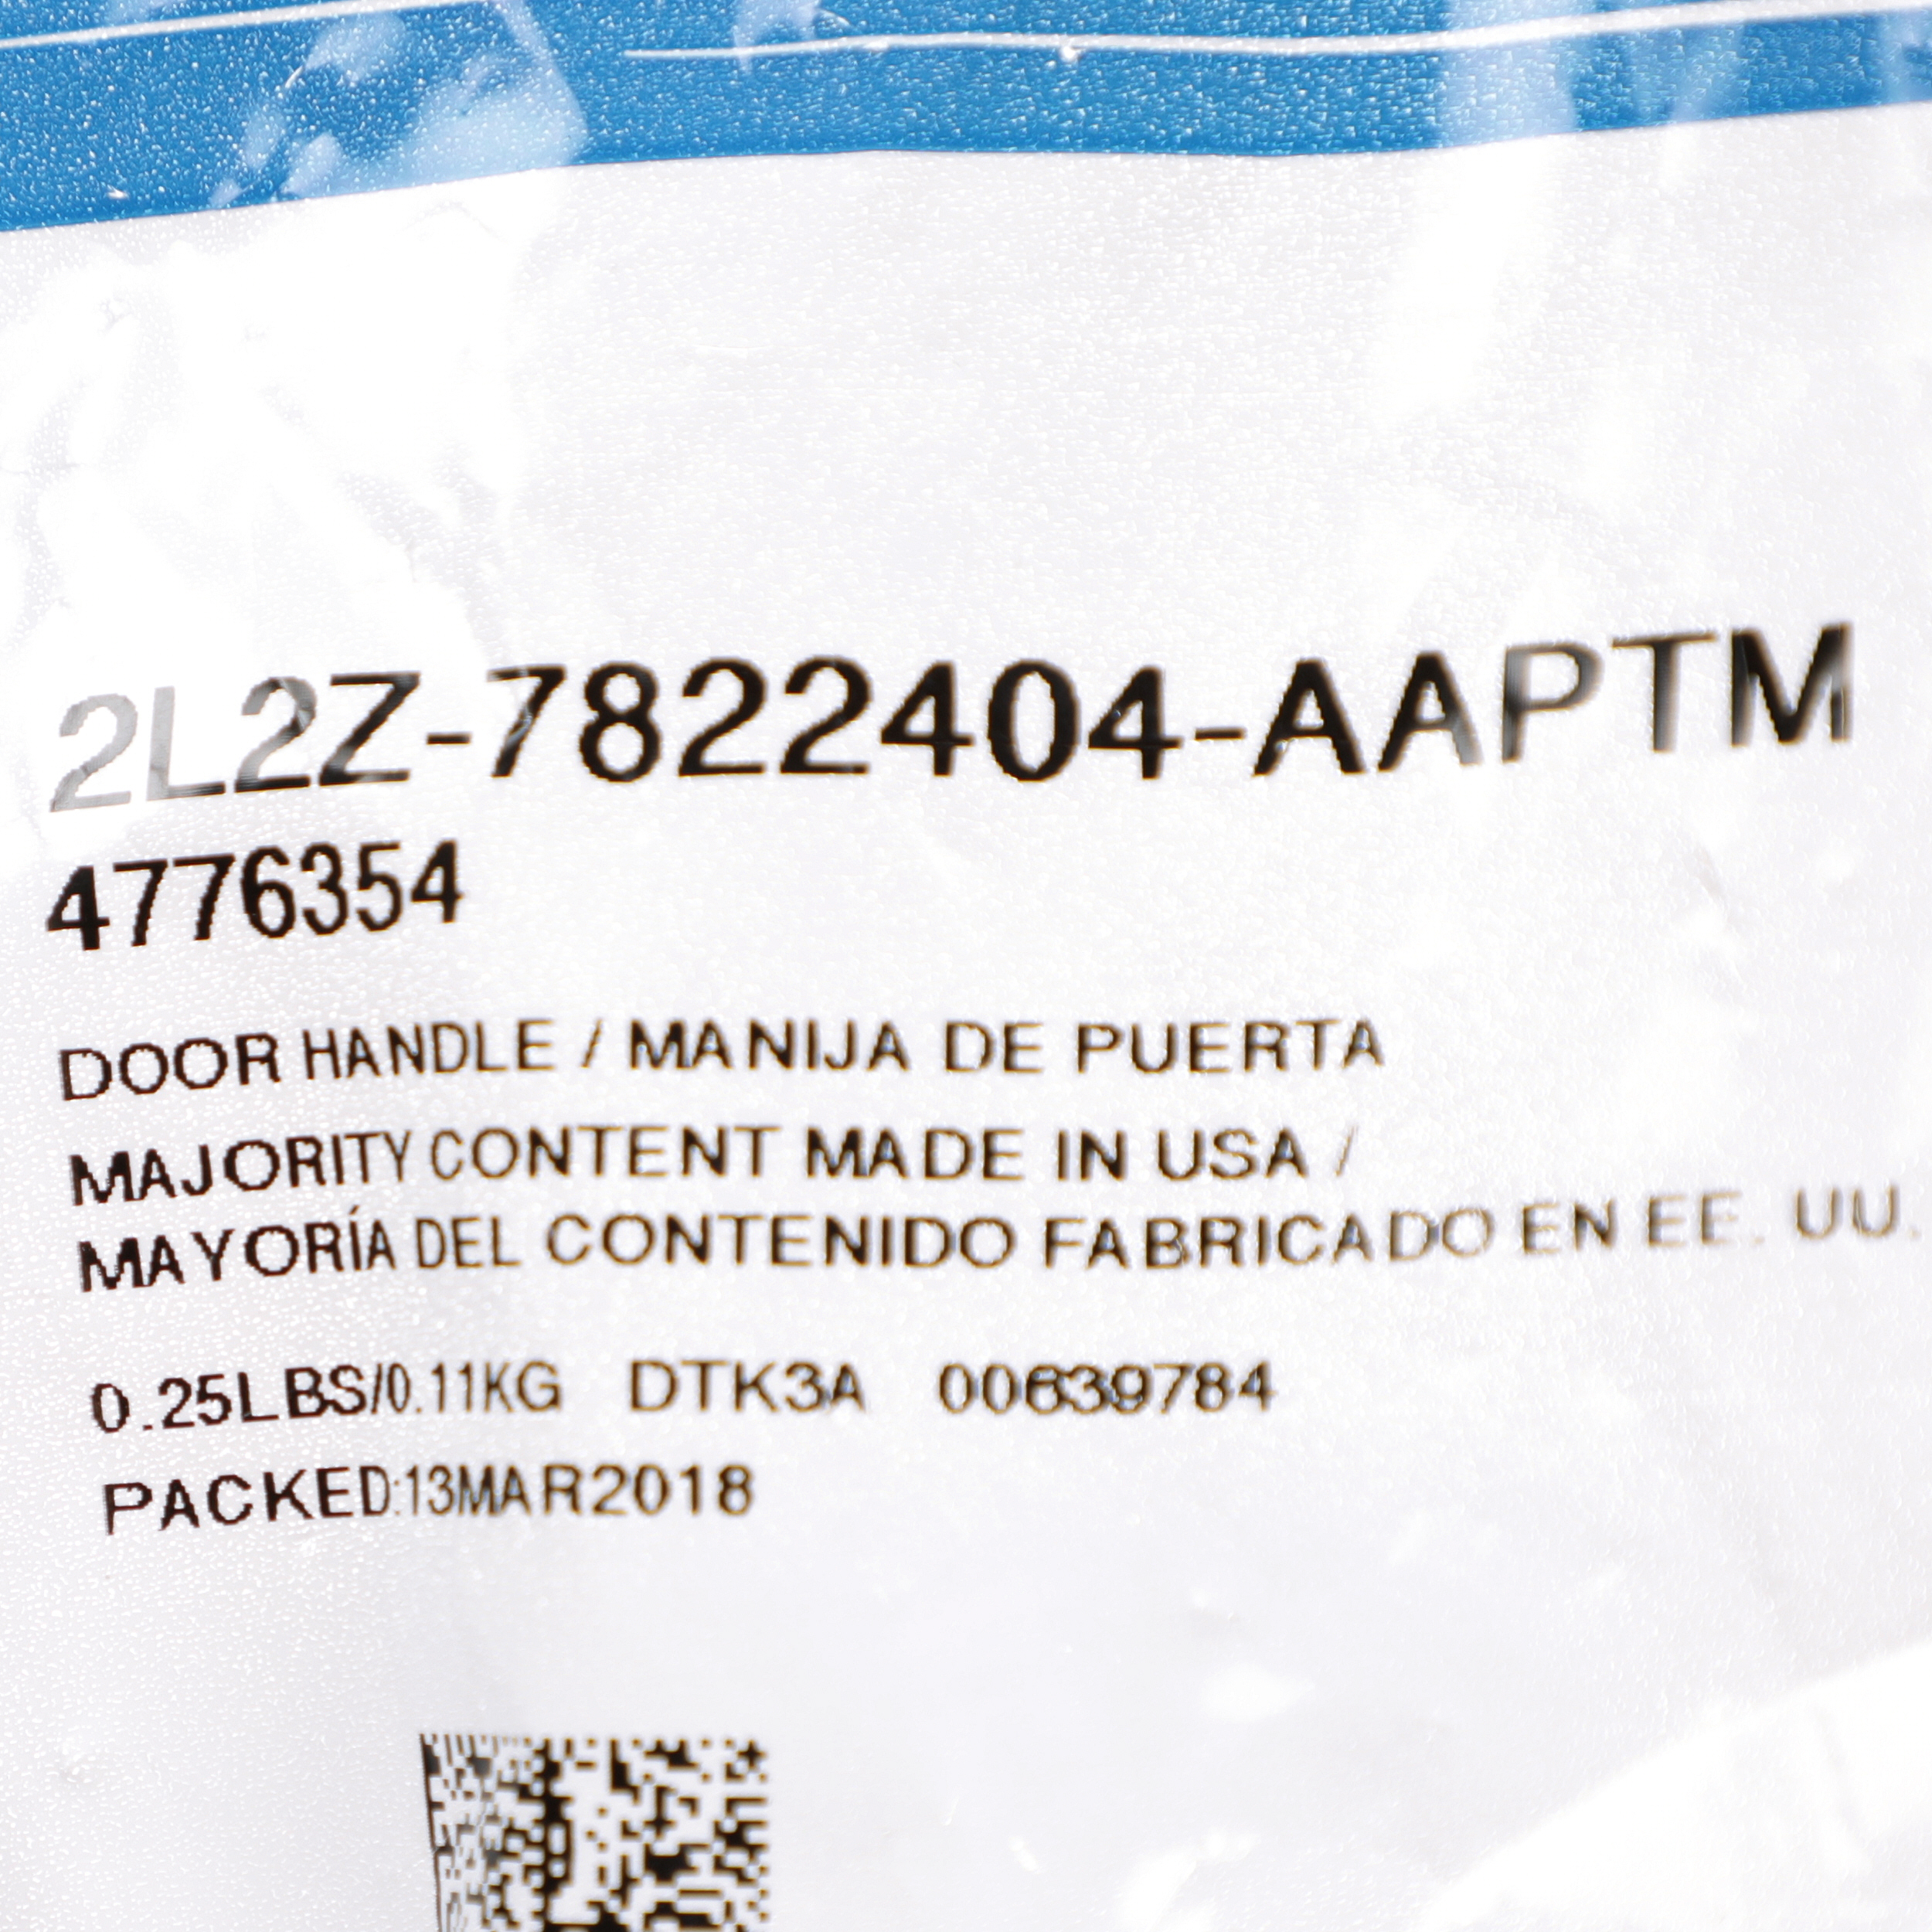 2L2Z-7822404-AAPTM
4776354
DOOR HANDLE / MANIJA DE PUERTA
MAJORITY CONTENT MADE IN USA /
MAYORÍA DEL CONTENIDO FABRICADO EN EE. UU.
0.25LBS/0.11KG DTK3A 00639784
PACKED:13MAR2018